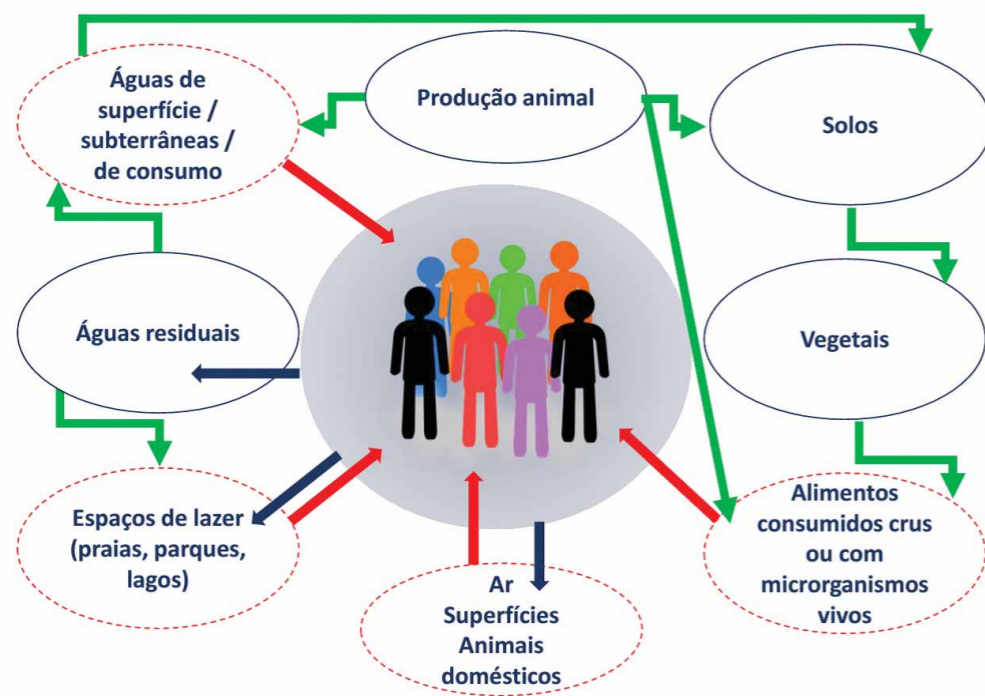 Águas de
superfície /
subterrâneas /
de consumo
Produção animal
Solos
Águas residuais
Vegetais
Espaços de lazer
(praias, parques,
lagos)
Ar
Superfícies
Animais
domésticos
Alimentos
consumidos crus
ou com
microrganismos
vivos